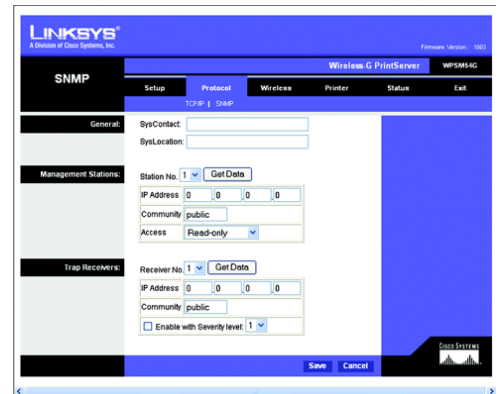 LINKSYS®
A Division of Cisco Systems, Inc.
Firmware Version: 1003
Wireless-G PrintServer WPSM54G
SNMP
Setup Protocol Wireless Printer Status Exit
TCP/IP | SNMP
General:
SysContact:
SysLocation:
Management Stations:
Station No. 1 Get Data
IP Address 0 . 0 . 0 . 0
Community public
Access Read-only
Trap Receivers:
Receiver No. 1 Get Data
IP Address 0 . 0 . 0 . 0
Community public
Enable with Severity level: 1
Save Cancel
CISCO SYSTEMS